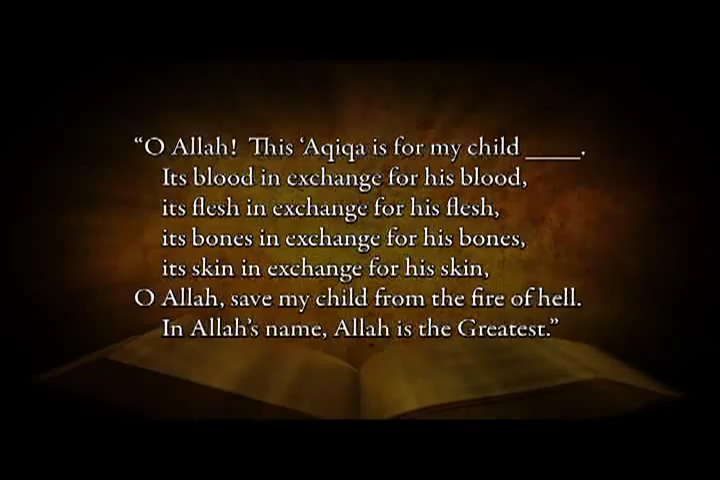 “O Allah! This ‘Aqiqa is for my child ____.
Its blood in exchange for his blood,
its flesh in exchange for his flesh,
its bones in exchange for his bones,
its skin in exchange for his skin,
O Allah, save my child from the fire of hell.
In Allah’s name, Allah is the Greatest.”